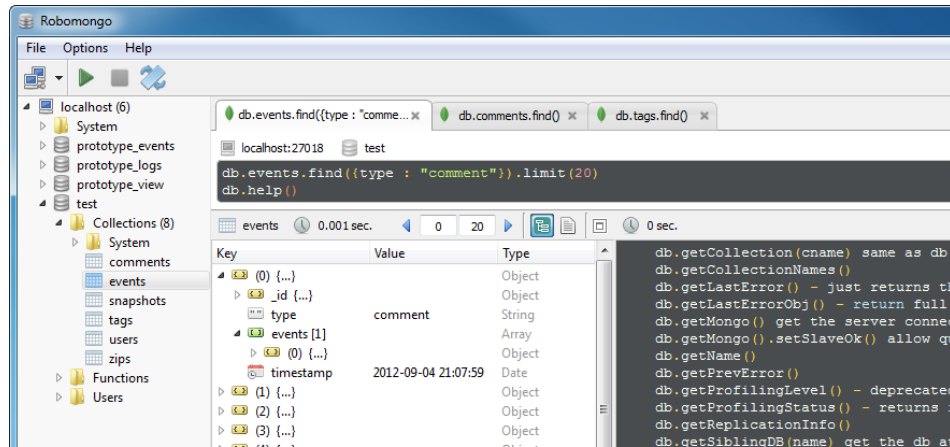 Robomongo
File Options Help
localhost (6)
System
prototype_events
prototype_logs
prototype_view
test
Collections (8)
System
comments
events
snapshots
tags
users
zips
Functions
Users
db.events.find({type : "comme... db.comments.find() db.tags.find()
localhost:27018 test
db.events.find({type : "comment"}).limit(20)
db.help()
events 0.001 sec. 0 20 0 sec.
Key Value Type
(0) {...} Object
_id {...} Object
type comment String
events [1] Array
(0) {...} Object
timestamp 2012-09-04 21:07:59 Date
(1) {...} Object
(2) {...} Object
(3) {...} Object
db.getCollection(cname) same as db
db.getCollectionNames()
db.getLastError() - just returns
db.getLastErrorObj() - return full
db.getMongo() get the server
db.getMongo().setSlaveOk() allow
db.getName()
db.getPrevError()
db.getProfilingLevel() -
db.getProfilingStatus() - returns
db.getReplicationInfo()
db.getSiblingDB(name) get the db